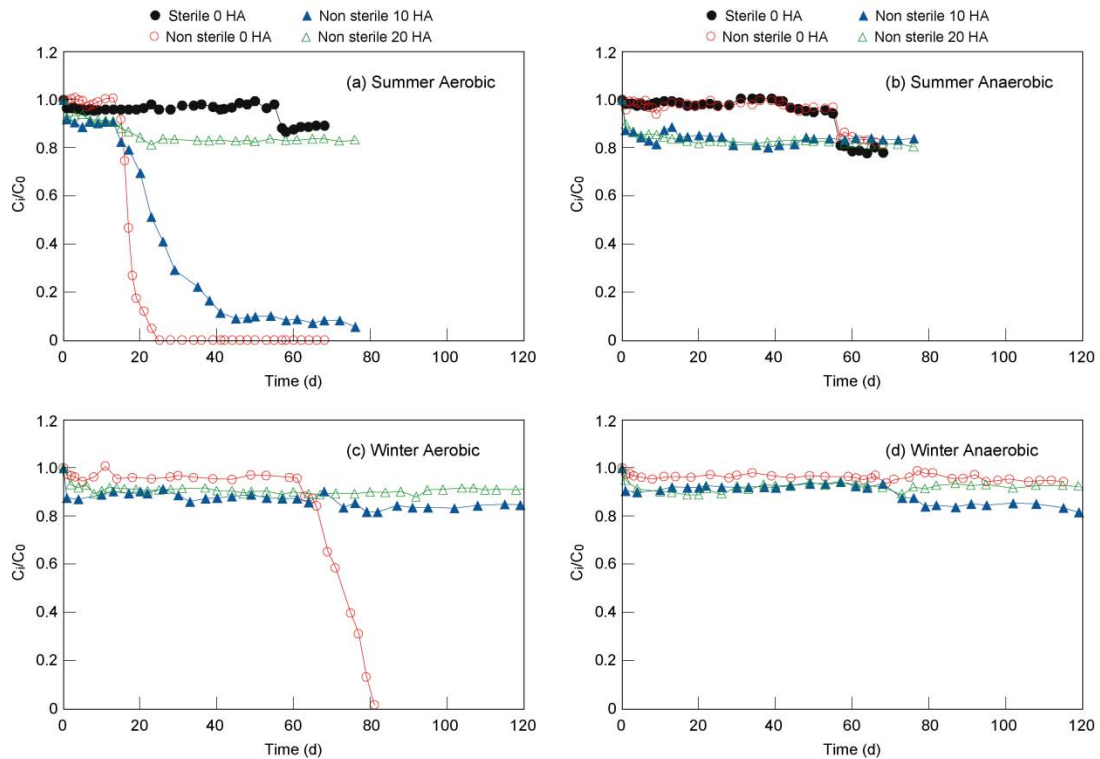 Sterile 0 HA Non sterile 10 HA
Non sterile 0 HA Non sterile 20 HA
Sterile 0 HA Non sterile 10 HA
Non sterile 0 HA Non sterile 20 HA
(a) Summer Aerobic
1.2
1.0
0.8
0.6
0.4
0.2
0
Ci/C0
0 20 40 60 80 100 120
Time (d)
(b) Summer Anaerobic
1.2
1.0
0.8
0.6
0.4
0.2
0
Ci/C0
0 20 40 60 80 100 120
Time (d)
(c) Winter Aerobic
1.2
1.0
0.8
0.6
0.4
0.2
0
Ci/C0
0 20 40 60 80 100 120
Time (d)
(d) Winter Anaerobic
1.2
1.0
0.8
0.6
0.4
0.2
0
Ci/C0
0 20 40 60 80 100 120
Time (d)